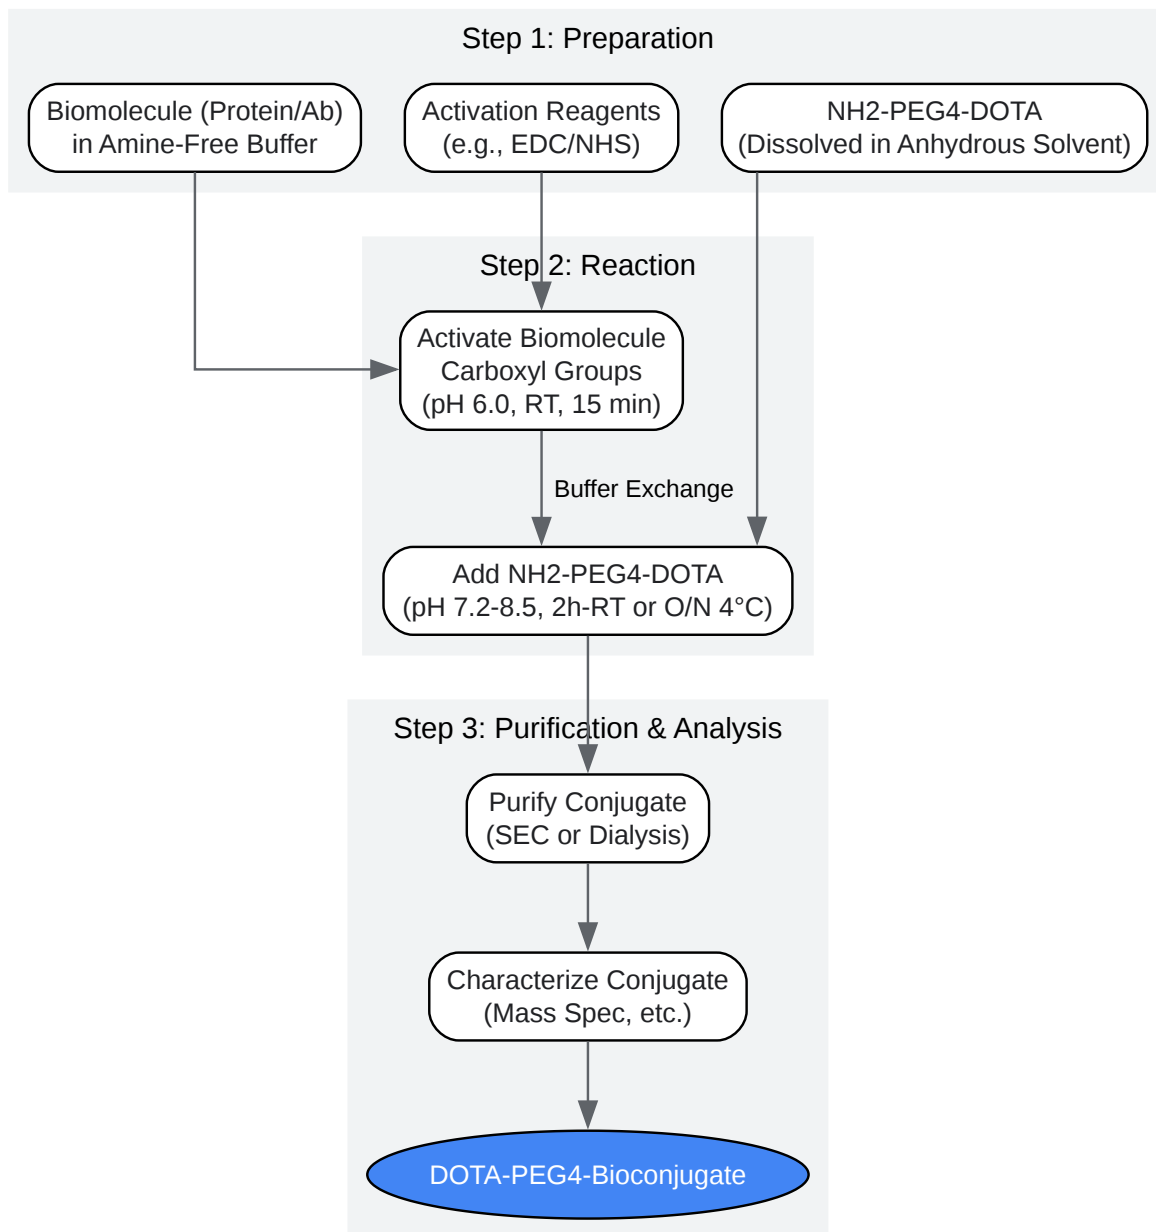 Step 1: Preparation
Biomolecule (Protein/Ab)
in Amine-Free Buffer
Activation Reagents
(e.g., EDC/NHS)
NH2-PEG4-DOTA
(Dissolved in Anhydrous Solvent)
Step 2: Reaction
Activate Biomolecule
Carboxyl Groups
(pH 6.0, RT, 15 min)
Buffer Exchange
Add NH2-PEG4-DOTA
(pH 7.2-8.5, 2h-RT or O/N 4°C)
Step 3: Purification & Analysis
Purify Conjugate
(SEC or Dialysis)
Characterize Conjugate
(Mass Spec, etc.)
DOTA-PEG4-Bioconjugate